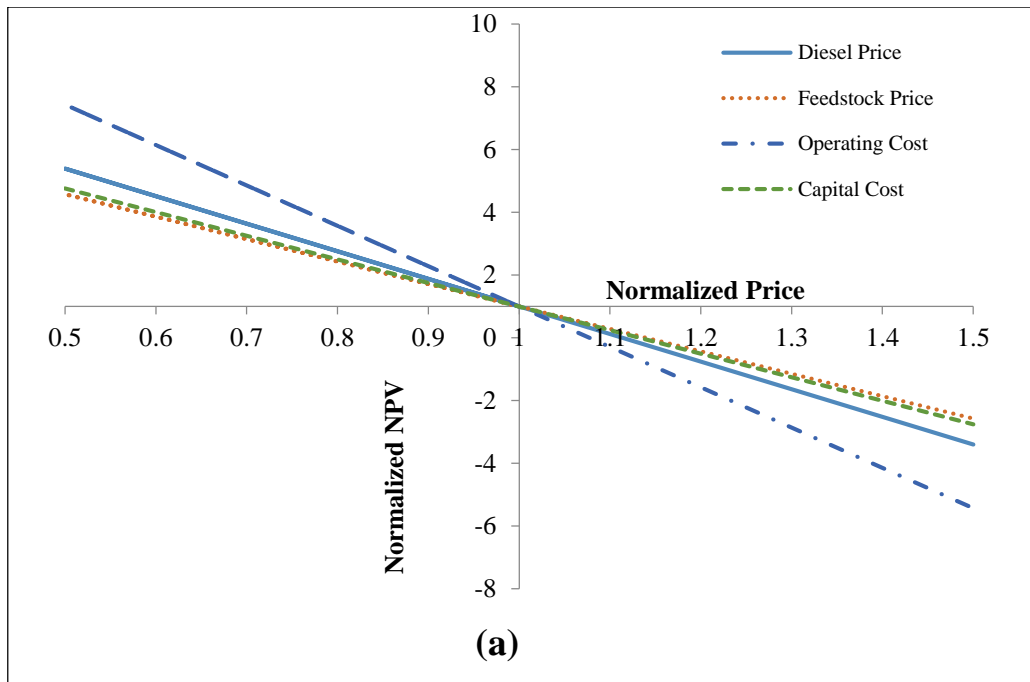 10
8
6
4
2
0
-2
-4
-6
-8
0.5 0.6 0.7 0.8 0.9 1 1.1 1.2 1.3 1.4 1.5
Normalized Price
Normalized NPV
Diesel Price
Feedstock Price
Operating Cost
Capital Cost
(a)